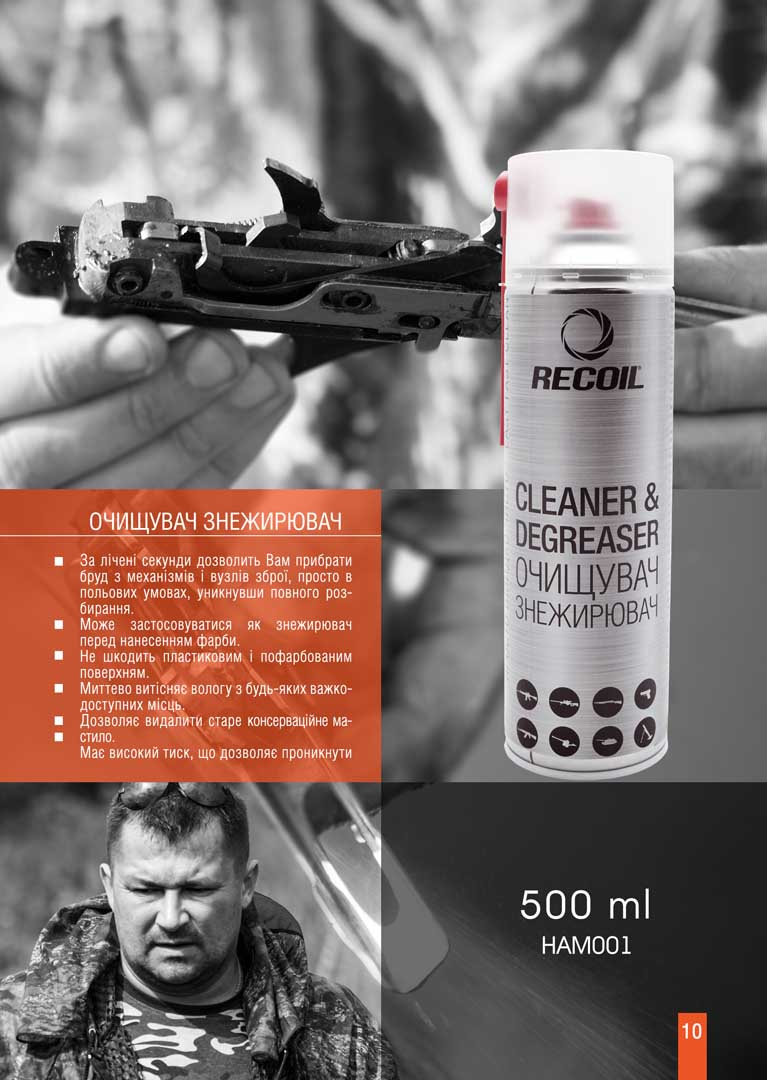 RECOIL
CLEANER &
DEGREASER
ОЧИЩУВАЧ
ЗНЕЖИРЮВАЧ
ОЧИЩУВАЧ ЗНЕЖИРЮВАЧ
За лічені секунди дозволить Вам прибрати
бруд з механізмів і вузлів зброї, просто в
польових умовах, уникнувши повного роз-
бирання.
Може застосовуватися як знежирювач
перед нанесенням фарби.
Не шкодить пластиковим і пофарбованим
поверхням.
Миттєво витісняє вологу з будь-яких важко-
доступних місць.
Дозволяє видалити старе консерваційне ма-
стило.
Має високий тиск, що дозволяє проникнути
500 ml
HAM001
10